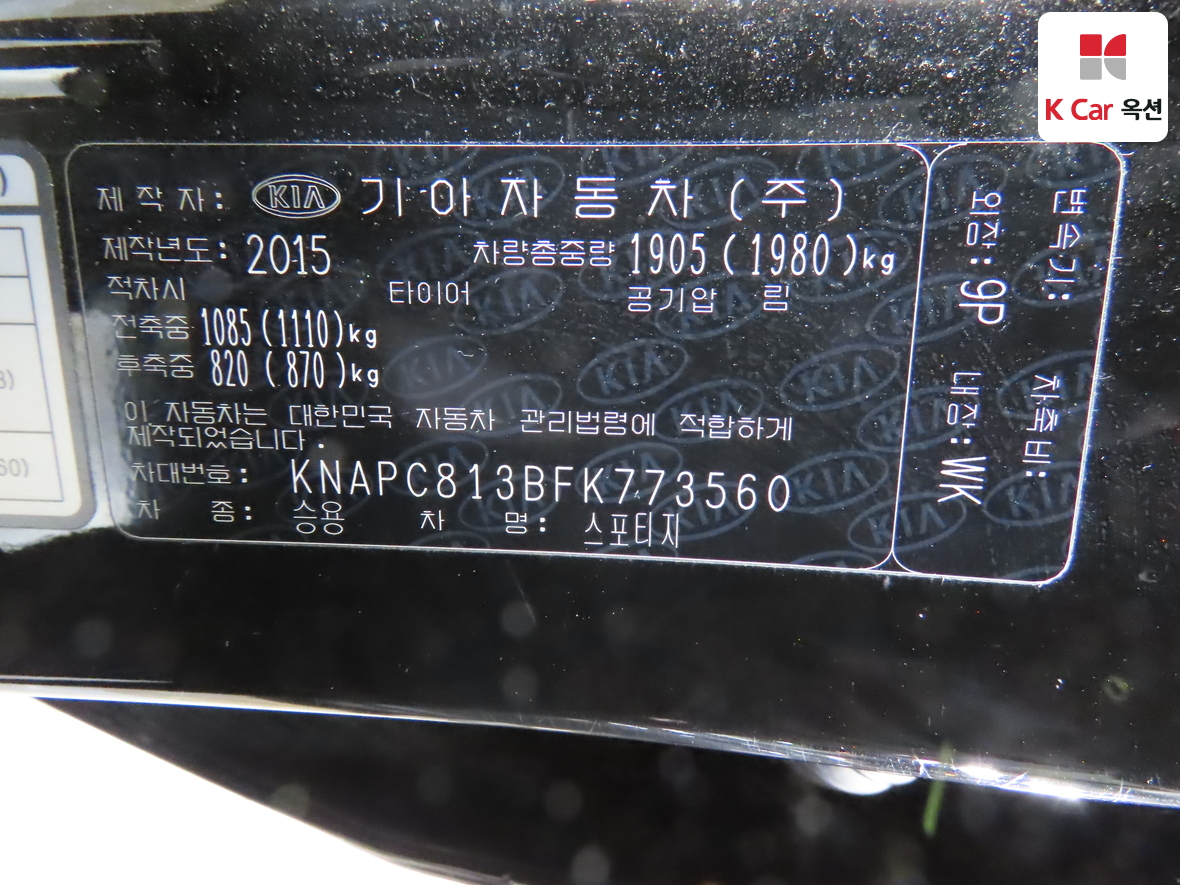 K Car 옥션
제 작 자 : KIA 기 아 자 동 차 ( 주 )
제작년도 : 2015 차량총중량 1905 ( 1980 ) kg
적차시 타이어 공기압 림
전축중 1085 ( 1110 ) kg
후축중 820 ( 870 ) kg
이 자동차는 대한민국 자동차 관리법령에 적합하게
제작되었습니다 .
차대번호 : KNAPC813BFK773560
차 종 : 승용 차 명 : 스포티지
변속기 : 차축비 :
외장 : 9P 내장 : WK
)
60)